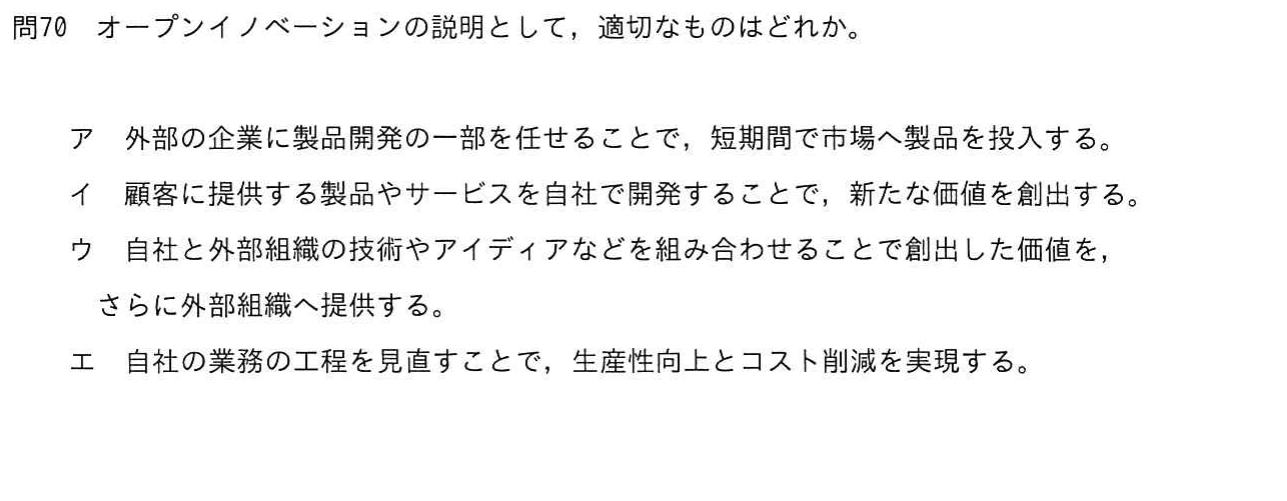 問70　オープンイノベーションの説明として，適切なものはどれか。
ア　外部の企業に製品開発の一部を任せることで，短期間で市場へ製品を投入する。
イ　顧客に提供する製品やサービスを自社で開発することで，新たな価値を創出する。
ウ　自社と外部組織の技術やアイディアなどを組み合わせることで創出した価値を，
さらに外部組織へ提供する。
エ　自社の業務の工程を見直すことで，生産性向上とコスト削減を実現する。